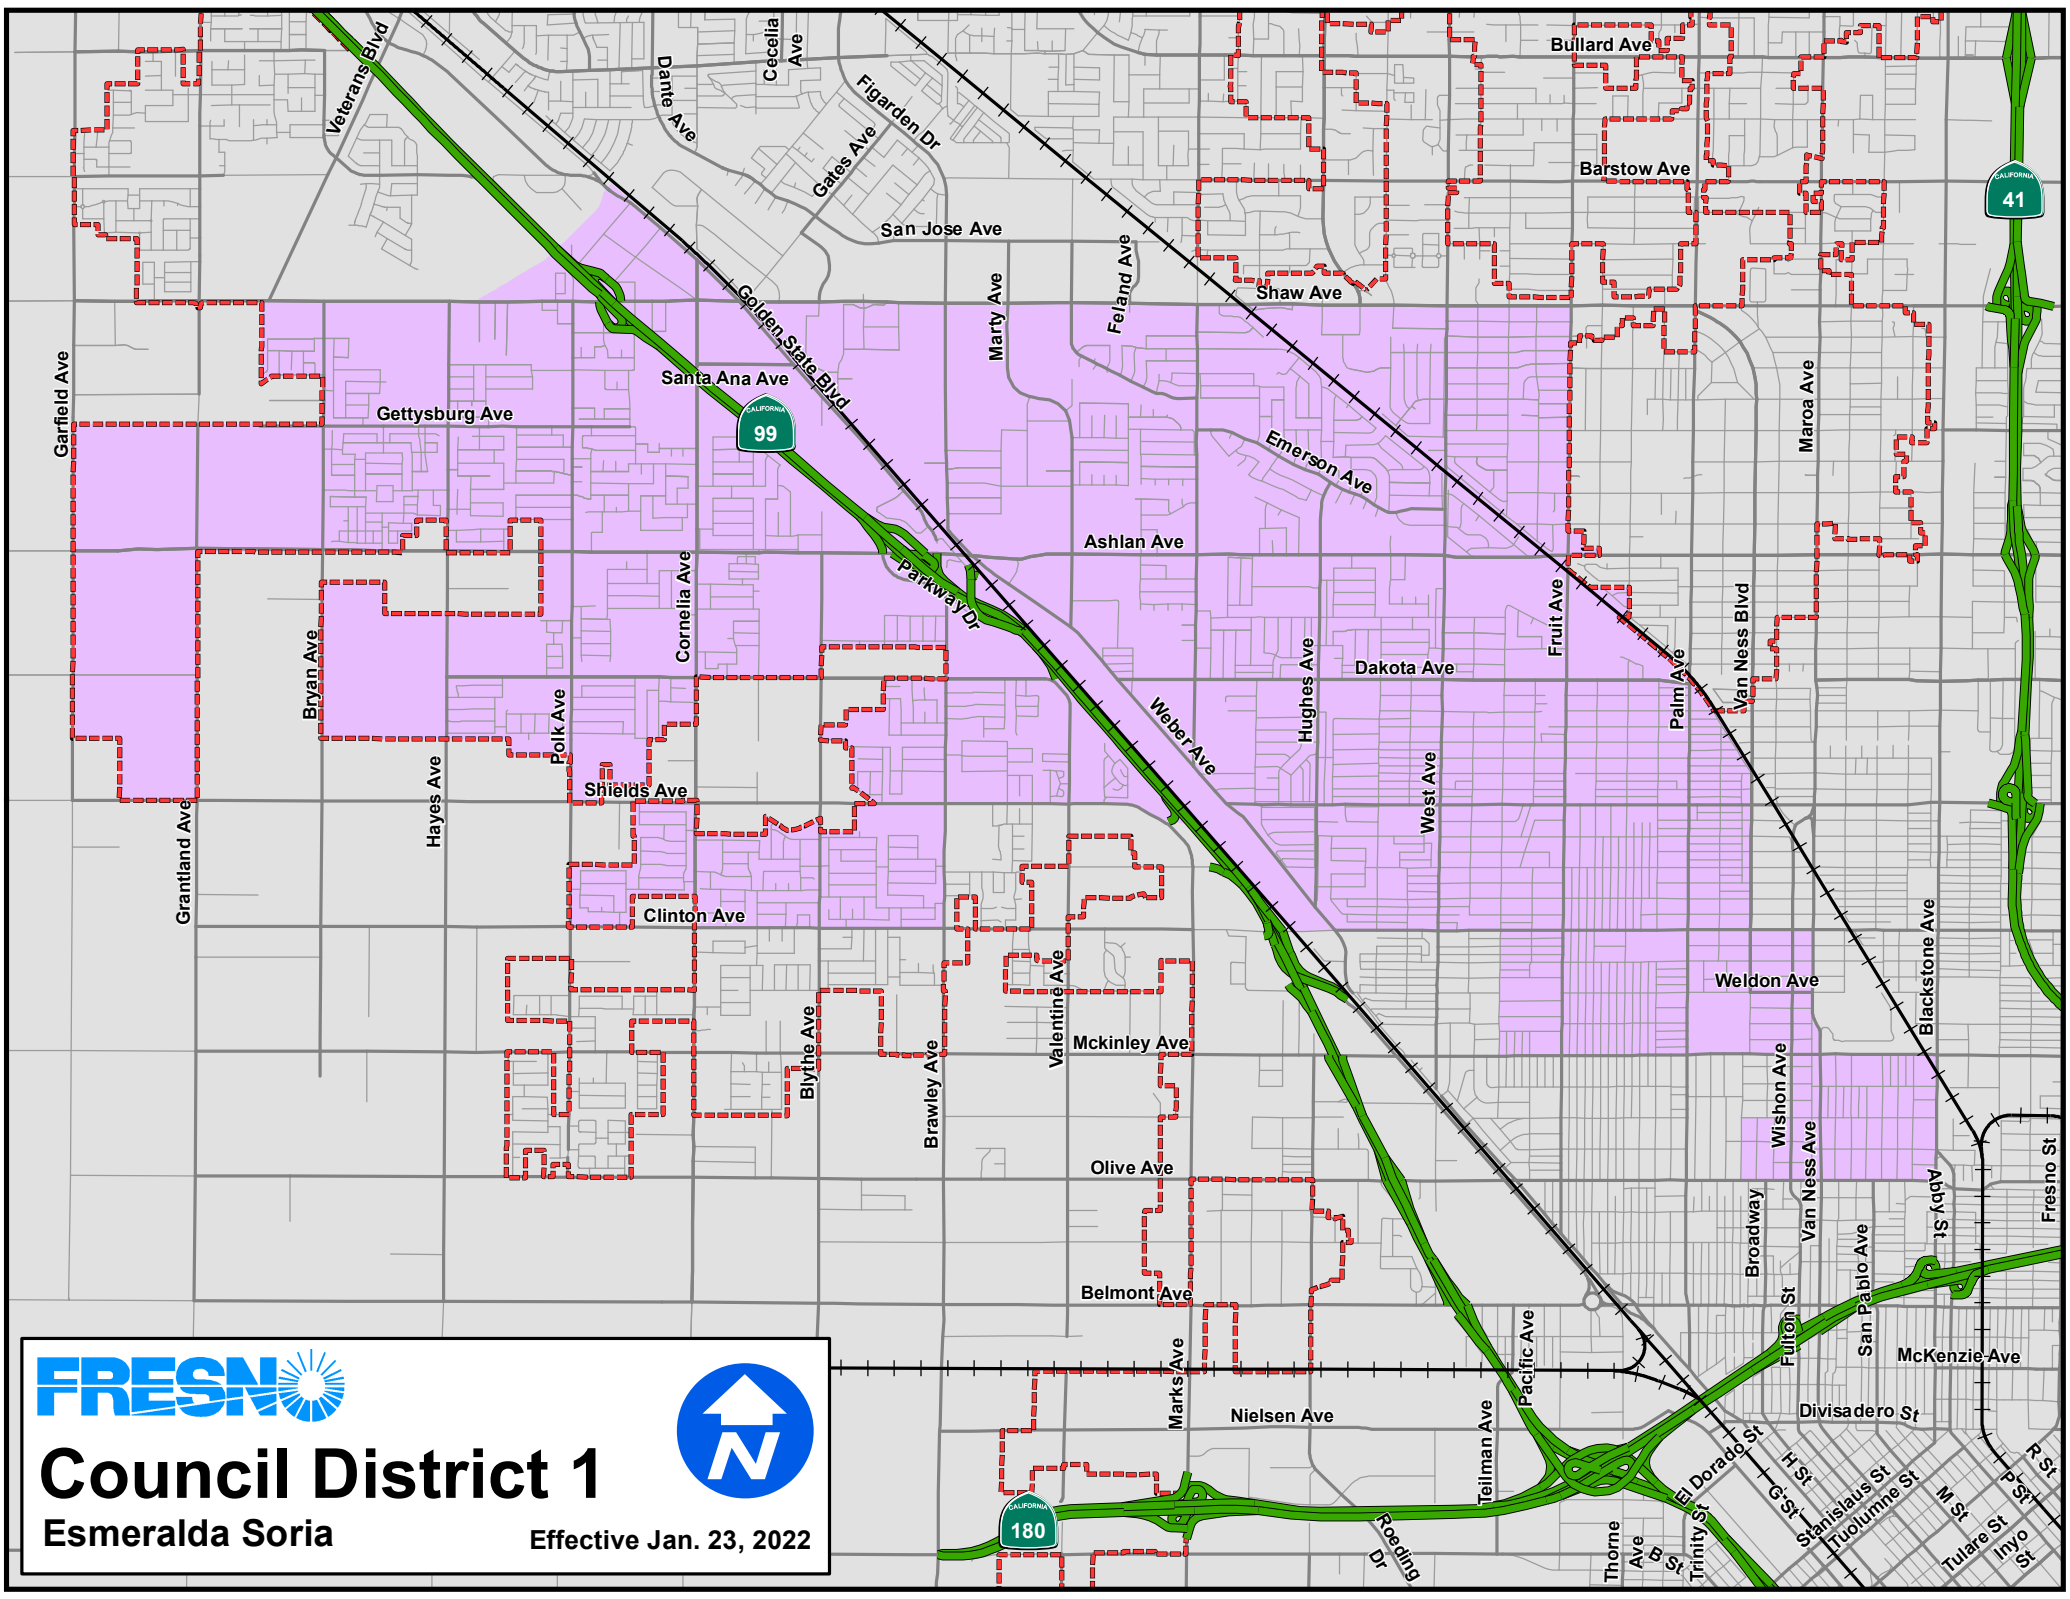 Bullard Ave
Veterans Blvd
Dante Ave
Cecelia
Ave
Figarden Dr
Gates Ave
Barstow Ave
CALIFORNIA
41
San Jose Ave
Feland Ave
Marty Ave
Shaw Ave
Golden State Blvd
Garfield Ave
Santa Ana Ave
Gettysburg Ave
CALIFORNIA
99
Emerson Ave
Maroa Ave
Ashlan Ave
Parkway Dr
Cornelia Ave
Bryan Ave
Polk Ave
Hughes Ave
Dakota Ave
Fruit Ave
Palm Ave
Van Ness Blvd
Weber Ave
West Ave
Shields Ave
Hayes Ave
Grantland Ave
Clinton Ave
Weldon Ave
Blackstone Ave
Valentine Ave
Blythe Ave
Mckinley Ave
Brawley Ave
Wishon Ave
Van Ness Ave
Olive Ave
Abby St
Fresno St
Broadway
San Pablo Ave
Belmont Ave
Fulton St
Pacific Ave
Marks Ave
McKenzie Ave
Nielsen Ave
Divisadero St
Teilman Ave
El Dorado St
H St
G St
Stanislaus St
Tuolumne St
M St
P St
R St
Tulare St
Inyo
St
CALIFORNIA
180
Roeding
Dr
Thorne
Ave
B St
Trinity St
FRESNO
Council District 1
Esmeralda Soria
Effective Jan. 23, 2022
N